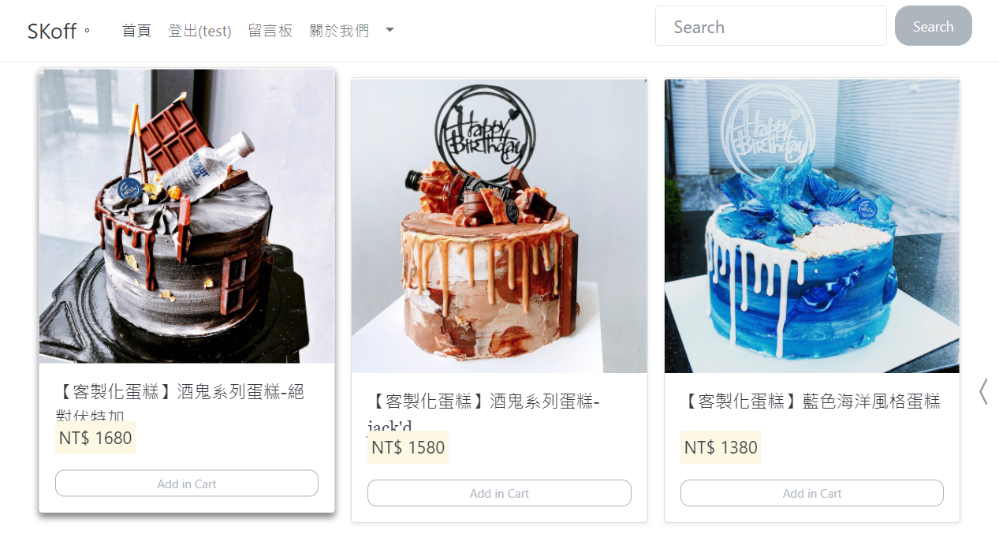 SKoff。 首頁 登出(test) 留言板 關於我們 Search Search
Happy
Birthday
Happy
Birthday
【客製化蛋糕】酒鬼系列蛋糕-絕
對伏特加
NT$ 1680
Add in Cart
【客製化蛋糕】酒鬼系列蛋糕-
jack'd
NT$ 1580
Add in Cart
【客製化蛋糕】藍色海洋風格蛋糕
NT$ 1380
Add in Cart